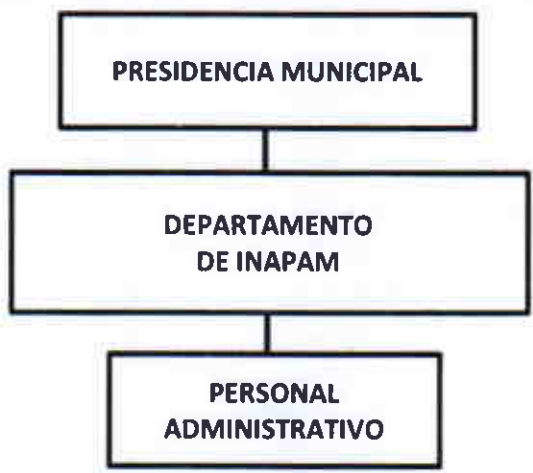 PRESIDENCIA MUNICIPAL
DEPARTAMENTO
DE INAPAM
PERSONAL
ADMINISTRATIVO